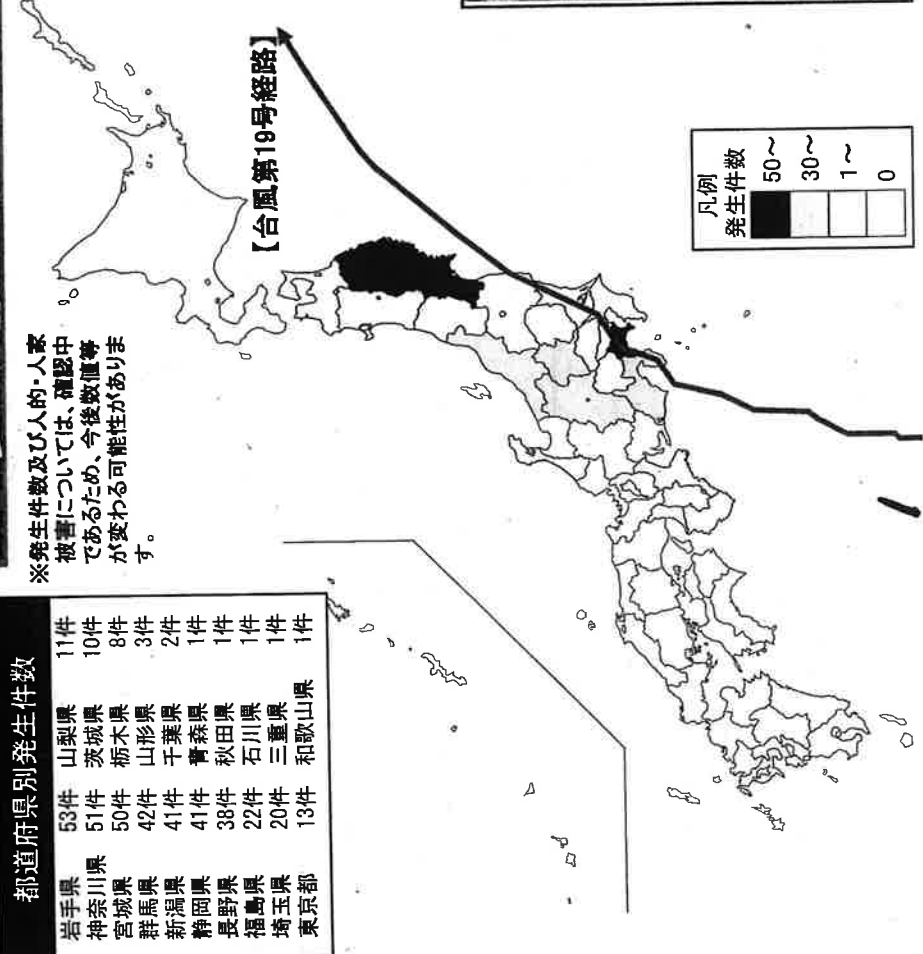 都道府県別発生件数
岩手県 53件 山梨県 11件
神奈川県 51件 茨城県 10件
宮城県 50件 栃木県 8件
群馬県 42件 山形県 3件
新潟県 41件 千葉県 2件
静岡県 41件 青森県 1件
長野県 38件 秋田県 1件
福島県 22件 石川県 1件
埼玉県 20件 三重県 1件
東京都 13件 和歌山県 1件
※発生件数及び人的・人家
被害については、確認中
であるため、今後数値等
が変わる可能性がありま
す。
【台風第19号経路】
凡例
発生件数
50～
30～
1～
0